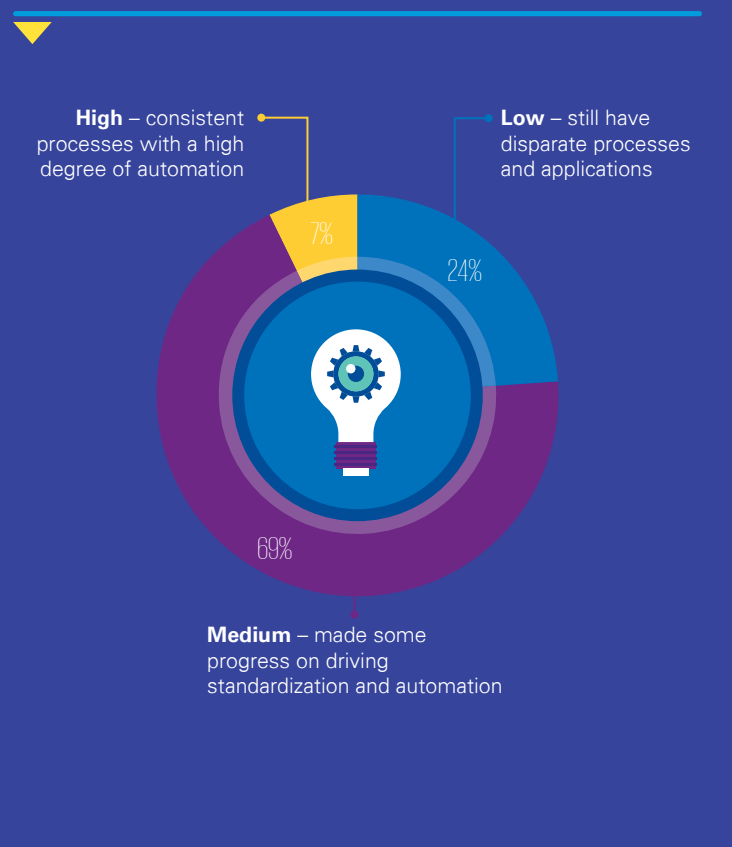 High – consistent
processes with a high
degree of automation
Low – still have
disparate processes
and applications
7%
24%
69%
Medium – made some
progress on driving
standardization and automation